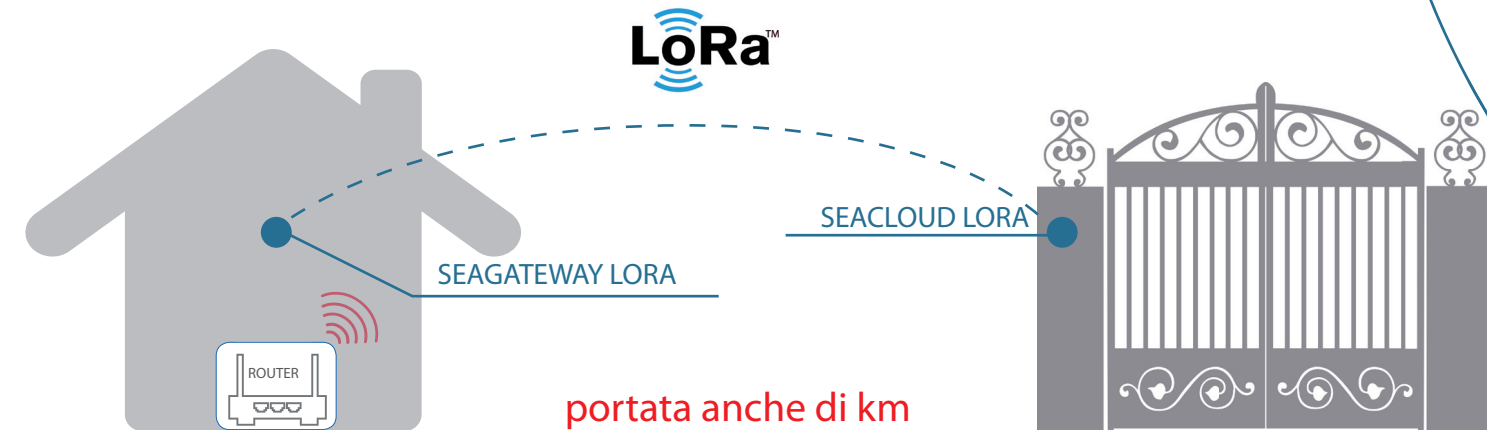 LoRa™
SEACLOUD LORA
SEAGATEWAY LORA
ROUTER
portata anche di km